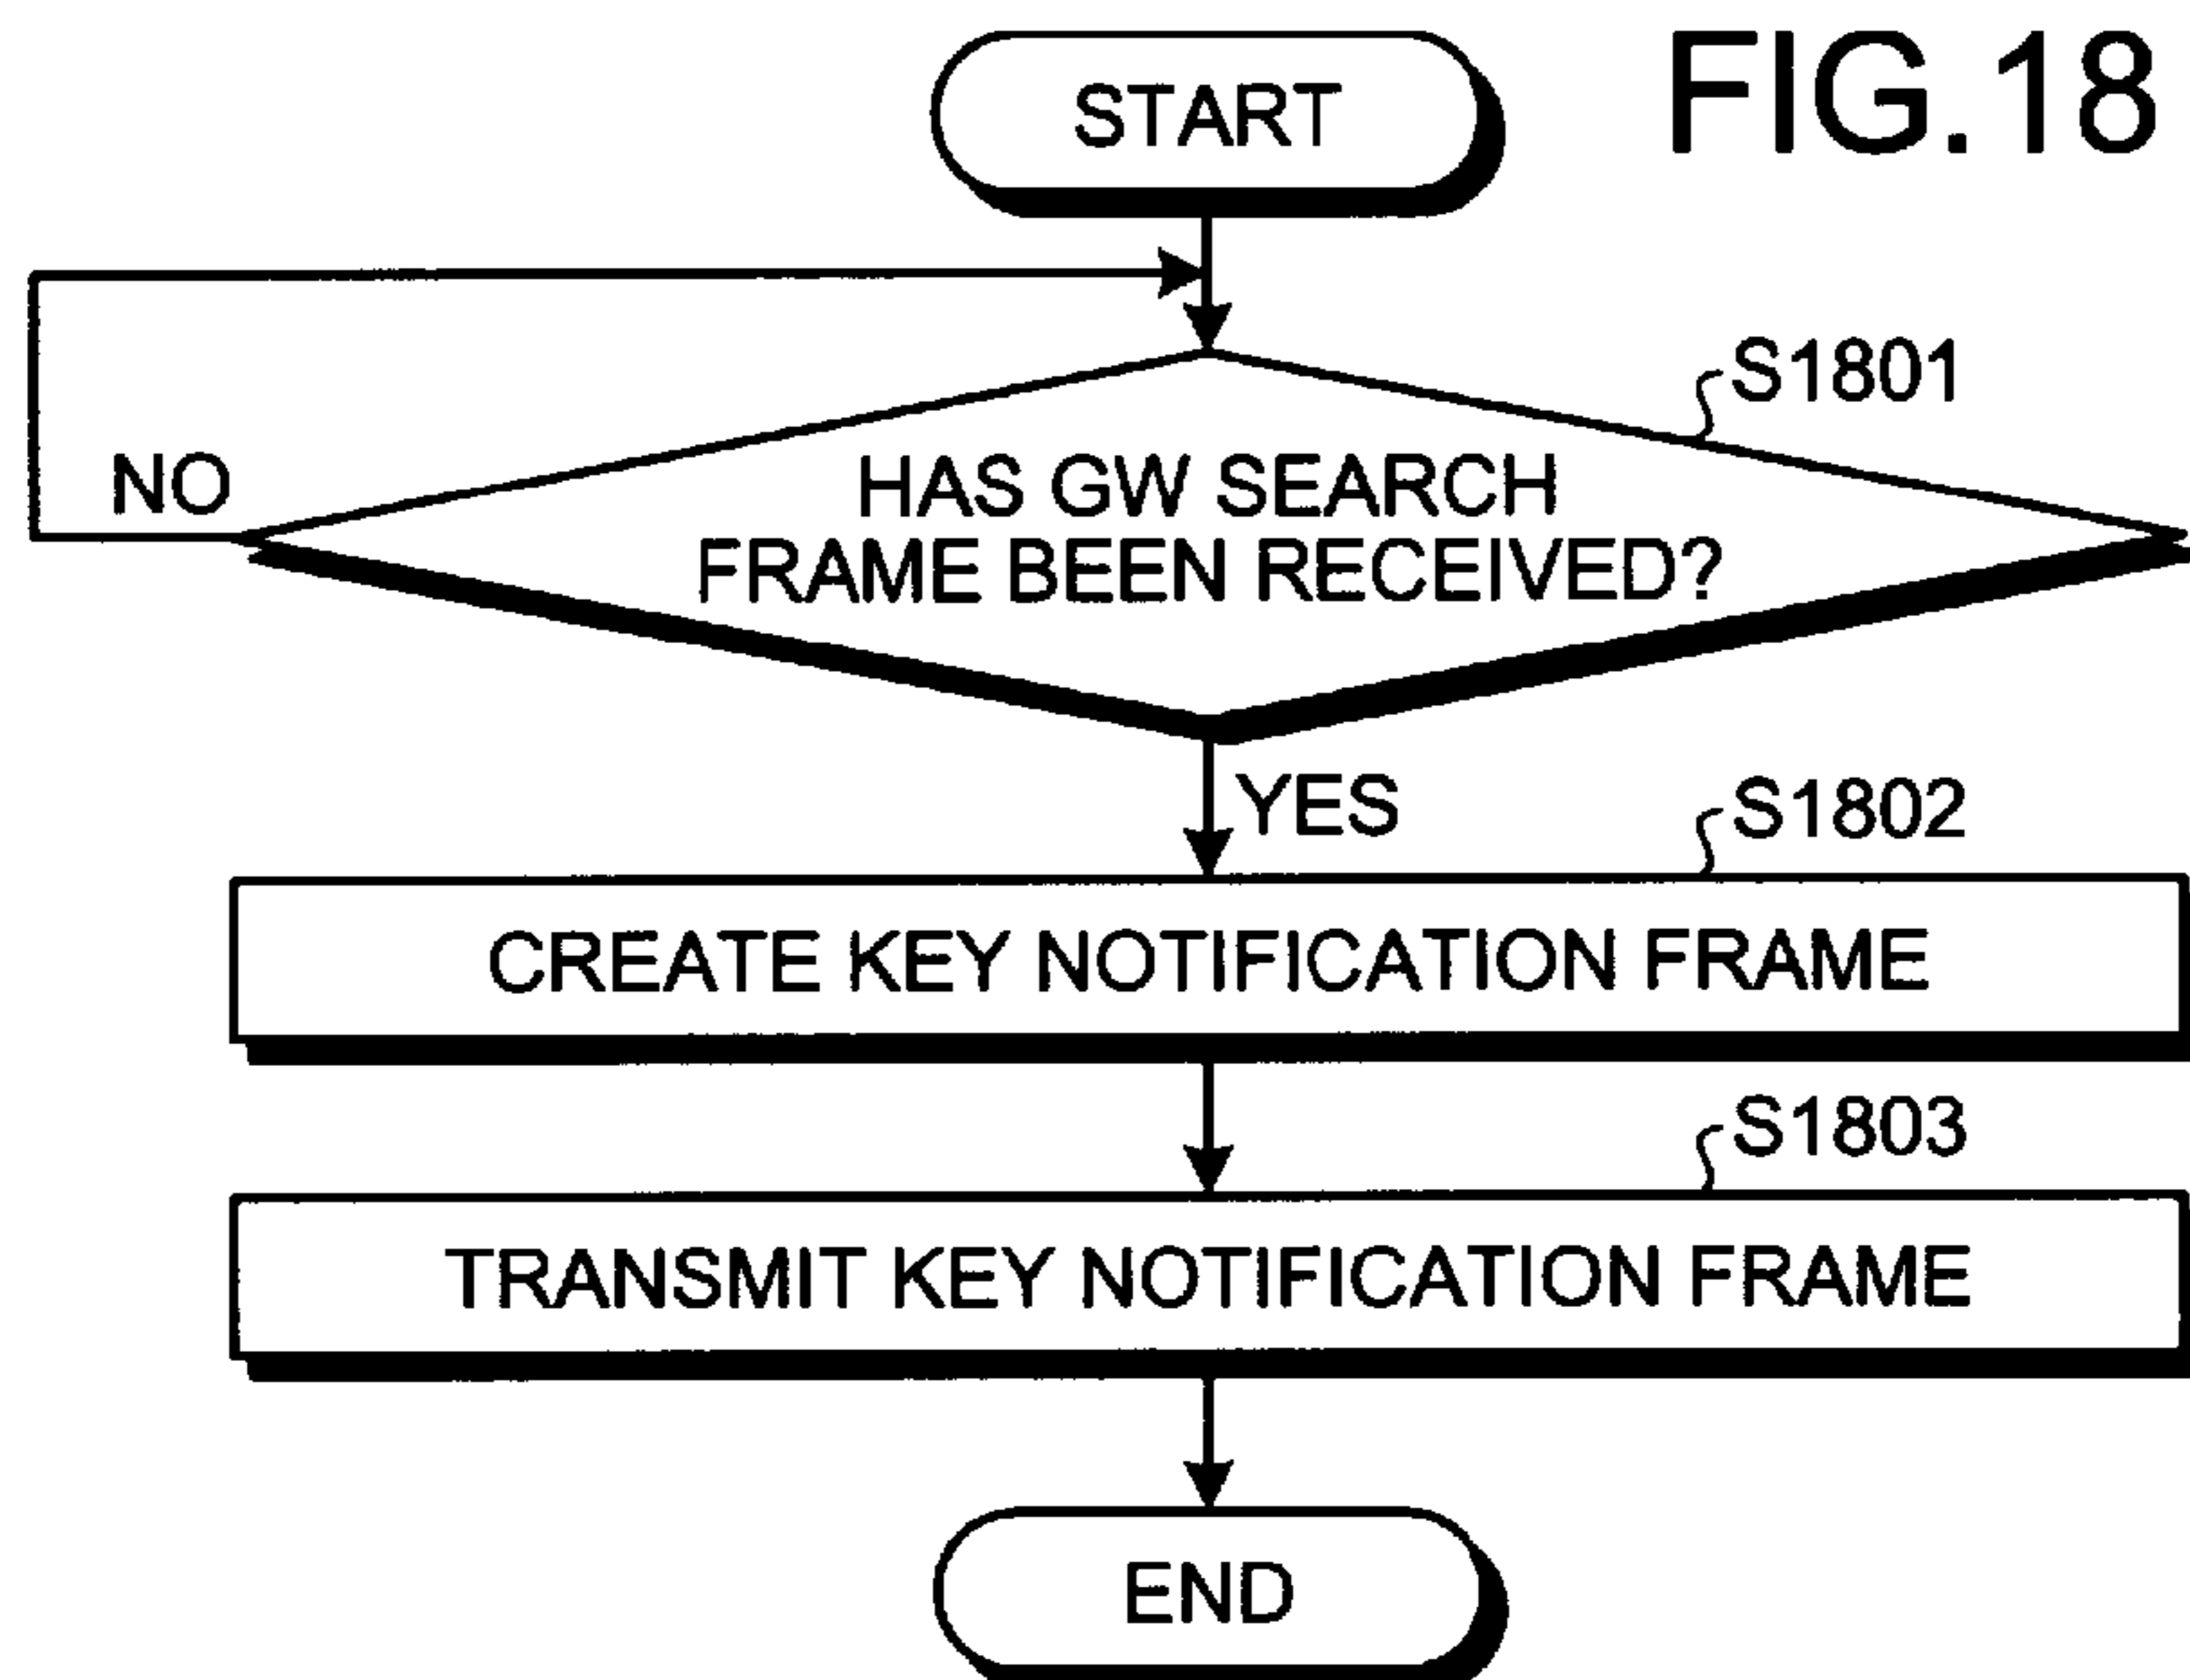 FIG.18
START
S1801
HAS GW SEARCH
FRAME BEEN RECEIVED?
NO
YES
S1802
CREATE KEY NOTIFICATION FRAME
S1803
TRANSMIT KEY NOTIFICATION FRAME
END